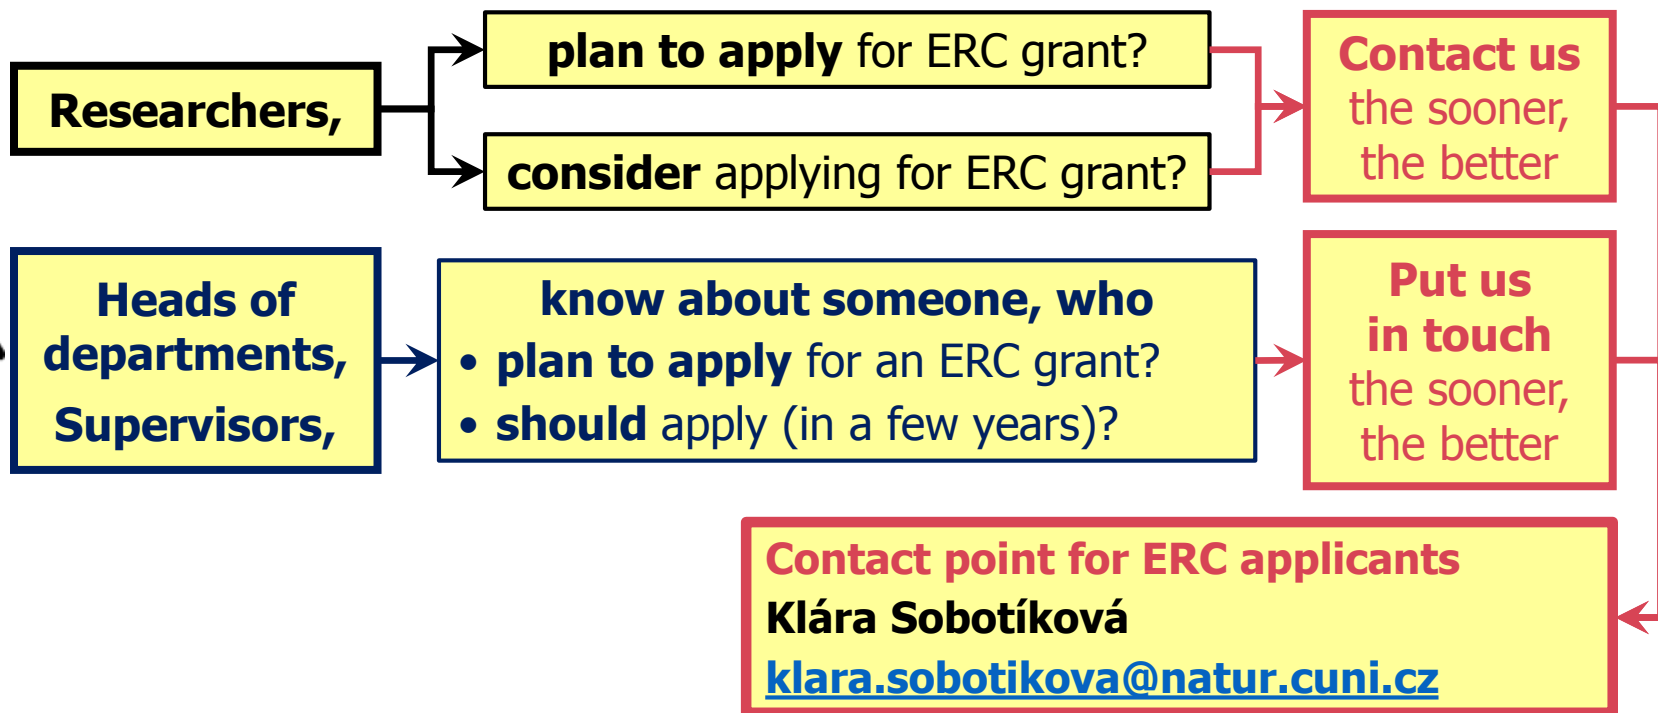 Researchers,
plan to apply for ERC grant?
consider applying for ERC grant?
Contact us
the sooner,
the better
Heads of
departments,
Supervisors,
know about someone, who
• plan to apply for an ERC grant?
• should apply (in a few years)?
Put us
in touch
the sooner,
the better
Contact point for ERC applicants
Klára Sobotíková
klara.sobotikova@natur.cuni.cz